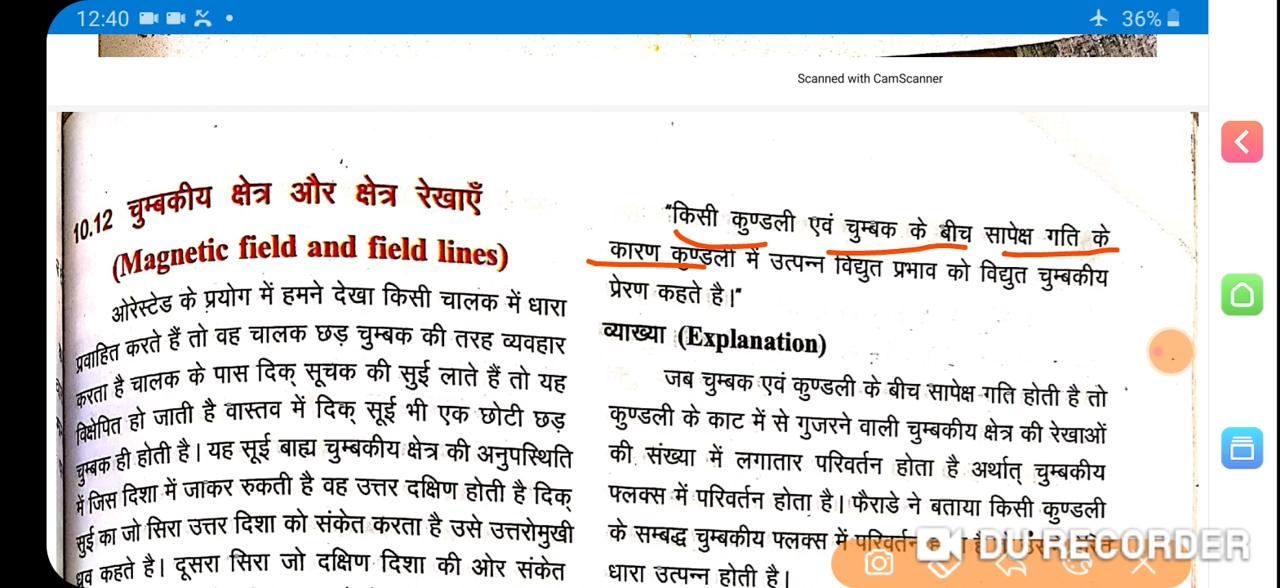 12:40
36%
Scanned with CamScanner
10.12 चुम्बकीय क्षेत्र और क्षेत्र रेखाएँ
(Magnetic field and field lines)
ओरेस्टेड के प्रयोग में हमने देखा किसी चालक में धारा
प्रवाहित करते हैं तो वह चालक छड़ चुम्बक की तरह व्यवहार
करता है चालक के पास दिक् सूचक की सुई लाते हैं तो यह
विक्षेपित हो जाती है वास्तव में दिक् सूई भी एक छोटी छड़
चुम्बक ही होती है। यह सूई बाह्य चुम्बकीय क्षेत्र की अनुपस्थिति
में जिस दिशा में जाकर रुकती है वह उत्तर दक्षिण होती है दिक्
सुई का जो सिरा उत्तर दिशा को संकेत करता है उसे उत्तरोमुखी
ध्रुव कहते है। दूसरा सिरा जो दक्षिण दिशा की ओर संकेत
"किसी कुण्डली एवं चुम्बक के बीच सापेक्ष गति के
कारण कुण्डली में उत्पन्न विद्युत प्रभाव को विद्युत चुम्बकीय
प्रेरण कहते है।"
व्याख्या (Explanation)
जब चुम्बक एवं कुण्डली के बीच सापेक्ष गति होती है तो
कुण्डली के काट में से गुजरने वाली चुम्बकीय क्षेत्र की रेखाओं
की संख्या में लगातार परिवर्तन होता है अर्थात् चुम्बकीय
फ्लक्स में परिवर्तन होता है। फैराडे ने बताया किसी कुण्डली
के सम्बद्ध चुम्बकीय फ्लक्स में परिवर्तन
धारा उत्पन्न होती है।
DU RECORDER